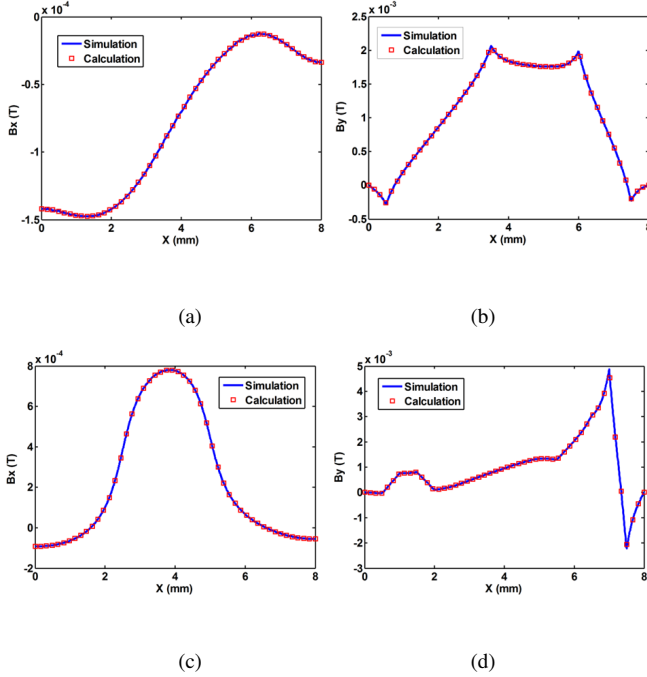 x 10^-4
Bx (T)
-0.5
-1
-1.5
0 2 4 6 8
X (mm)
Simulation
Calculation
(a)
x 10^-3
By (T)
2.5
2
1.5
1
0.5
0
-0.5
0 2 4 6 8
X (mm)
Simulation
Calculation
(b)
x 10^-4
Bx (T)
8
6
4
2
0
-2
0 2 4 6 8
X (mm)
Simulation
Calculation
(c)
x 10^-3
By (T)
5
4
3
2
1
0
-1
-2
-3
0 2 4 6 8
X (mm)
Simulation
Calculation
(d)